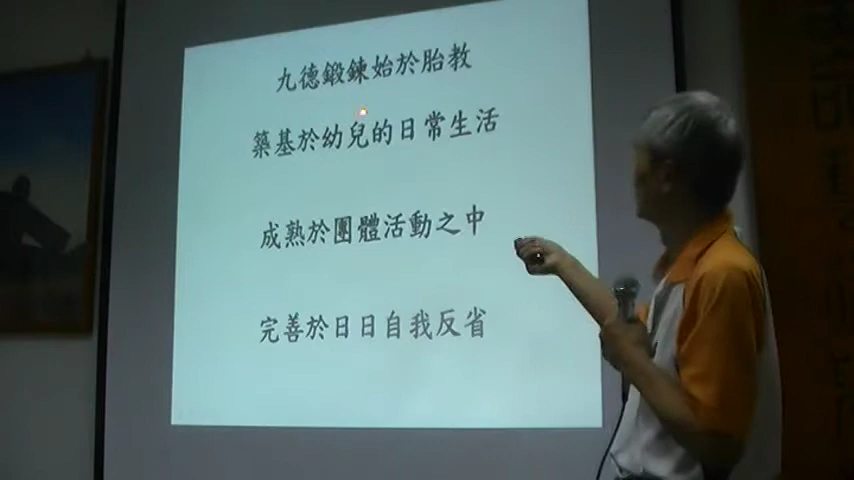 九德鍛鍊始於胎教
築基於幼兒的日常生活
成熟於團體活動之中
完善於日日自我反省